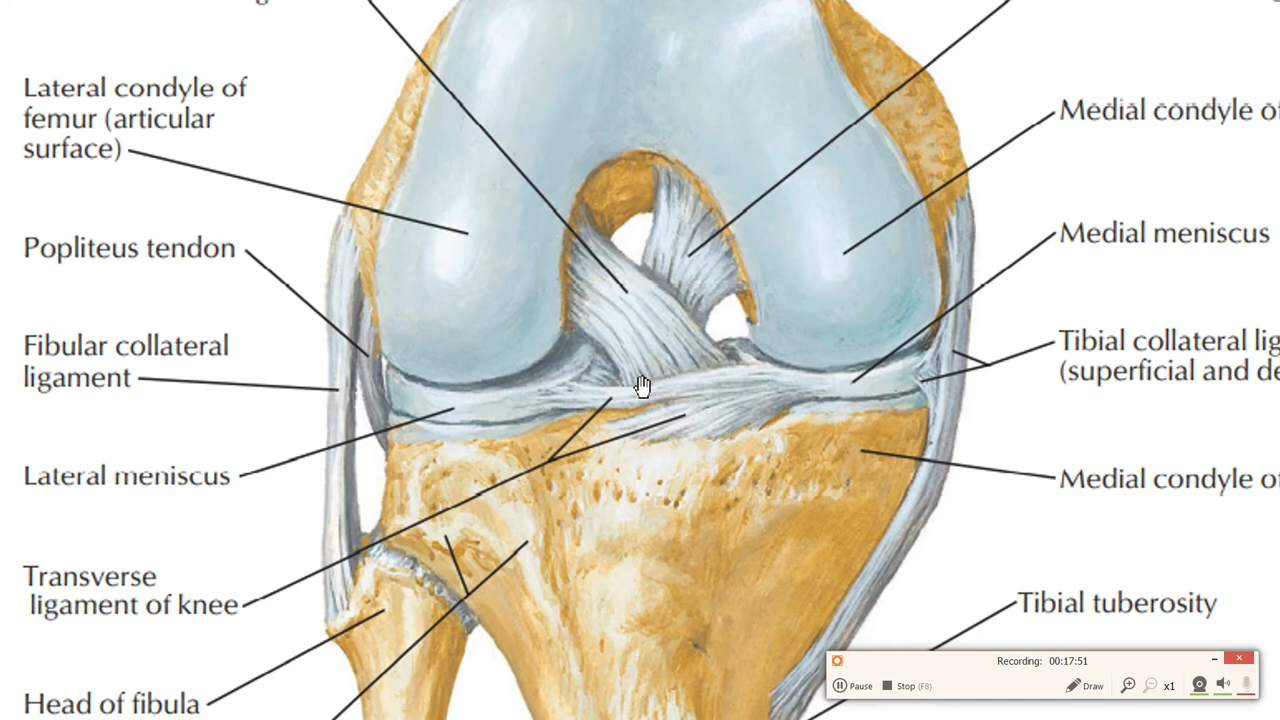 Lateral condyle of
femur (articular
surface)
Popliteus tendon
Fibular collateral
ligament
Lateral meniscus
Transverse
ligament of knee
Head of fibula
Medial condyle of
Medial meniscus
Tibial collateral lig
(superficial and de
Medial condyle of
Tibial tuberosity
Recording: 00:17:51
Pause
Stop (F8)
Draw
x1